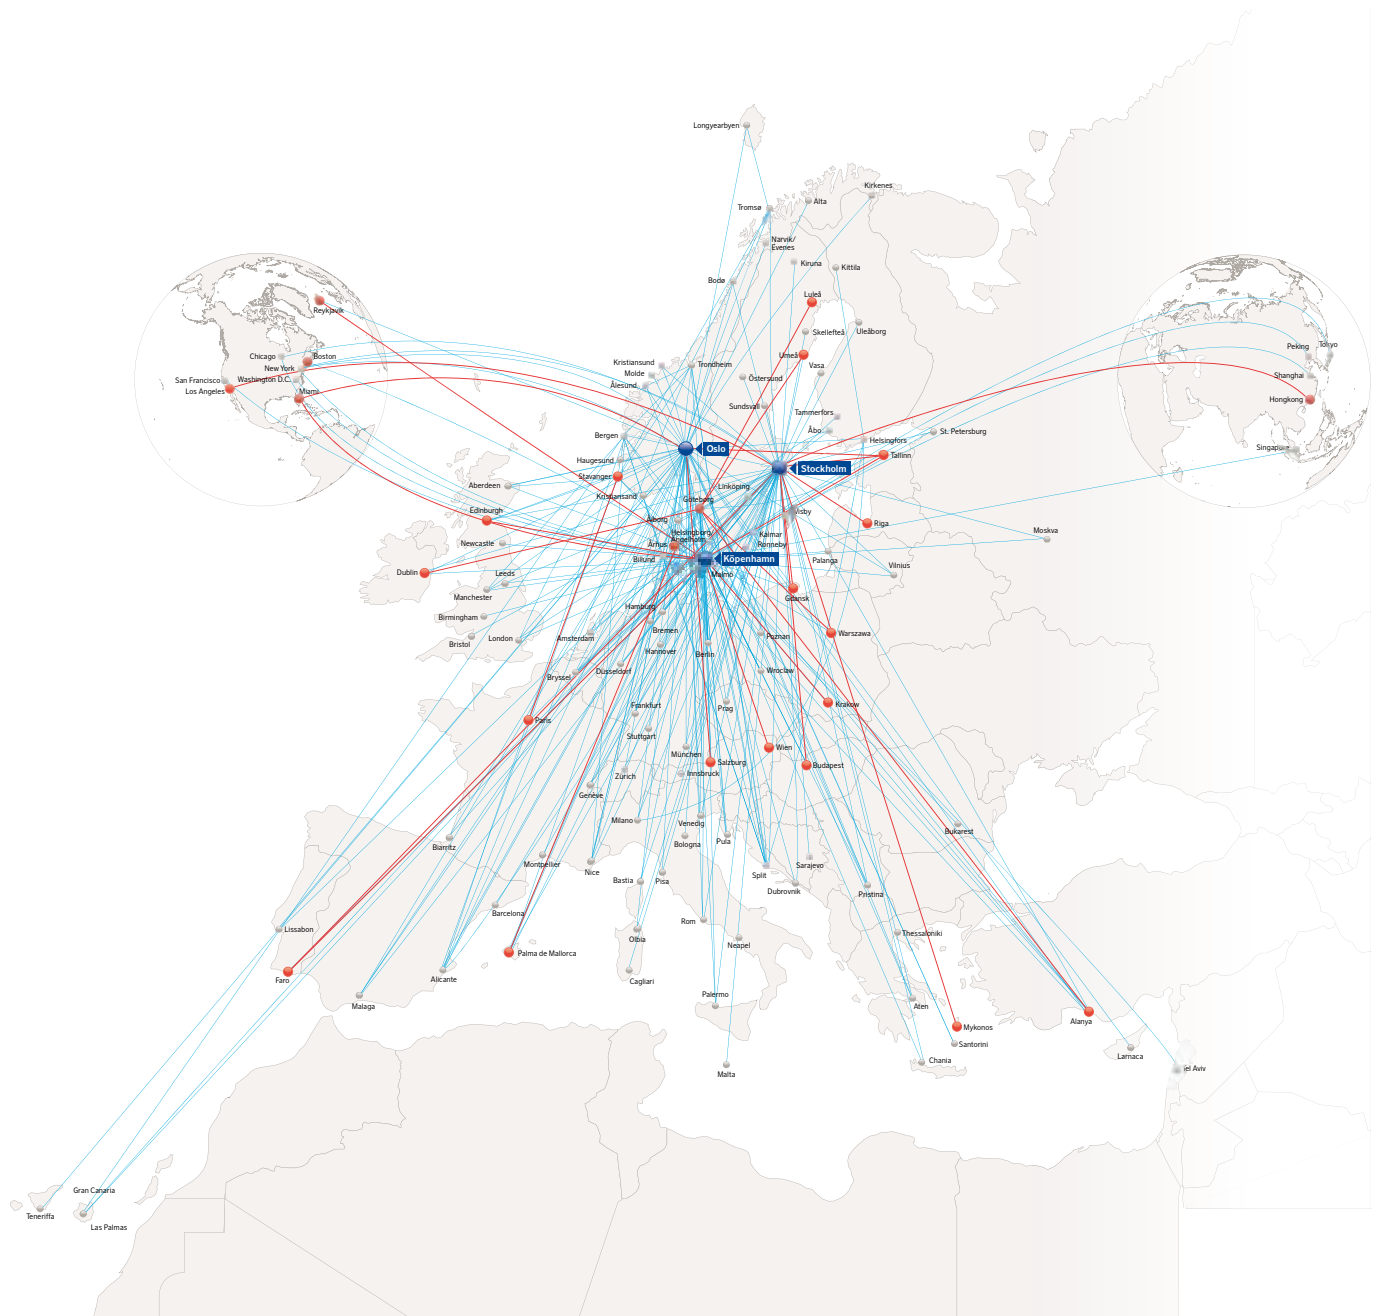 Longyearbyen
Kirkenes
Tromsø
Alta
Narvik/
Evenes
Kiruna
Kittila
Bodø
Luleå
Reykjavik
Skellefteå
Uleåborg
Chicago
Boston
New York
San Francisco
Washington D.C.
Los Angeles
Miami
Kristiansund
Molde
Ålesund
Trondheim
Umeå
Vasa
Östersund
Sundsvall
Tammerfors
Åbo
Peking
Tokyo
Shanghai
Hongkong
Singapore
Bergen
Oslo
Helsingfors
St. Petersburg
Tallinn
Haugesund
Stavanger
Stockholm
Aberdeen
Kristiansand
Linköping
Göteborg
Edinburgh
Ålborg
Visby
Riga
Helsingborg
Ängelholm
Kalmar
Ronneby
Moskva
Newcastle
Århus
Billund
Köpenhamn
Malmö
Palanga
Vilnius
Dublin
Leeds
Manchester
Gdansk
Hamburg
Birmingham
Bremen
Bristol
London
Amsterdam
Hannover
Berlin
Poznan
Warszawa
Bryssel
Düsseldorf
Wroclaw
Frankfurt
Prag
Krakow
Paris
Stuttgart
München
Wien
Salzburg
Budapest
Zürich
Innsbruck
Genève
Milano
Venedig
Bologna
Pula
Bukarest
Biarritz
Montpellier
Nice
Bastia
Pisa
Split
Sarajevo
Dubrovnik
Pristina
Barcelona
Lissabon
Olbia
Rom
Neapel
Thessaloniki
Palma de Mallorca
Faro
Alicante
Cagliari
Malaga
Palermo
Aten
Mykonos
Alanya
Santorini
Chania
Larnaca
Tel Aviv
Malta
Gran Canaria
Teneriffa
Las Palmas